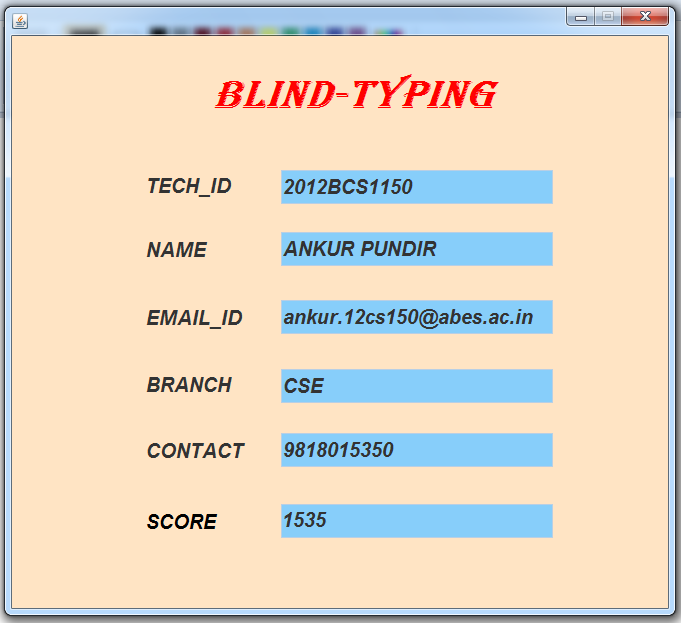 BLIND-TYPING
TECH_ID 2012BCS1150
NAME ANKUR PUNDIR
EMAIL_ID ankur.12cs150@abes.ac.in
BRANCH CSE
CONTACT 9818015350
SCORE 1535